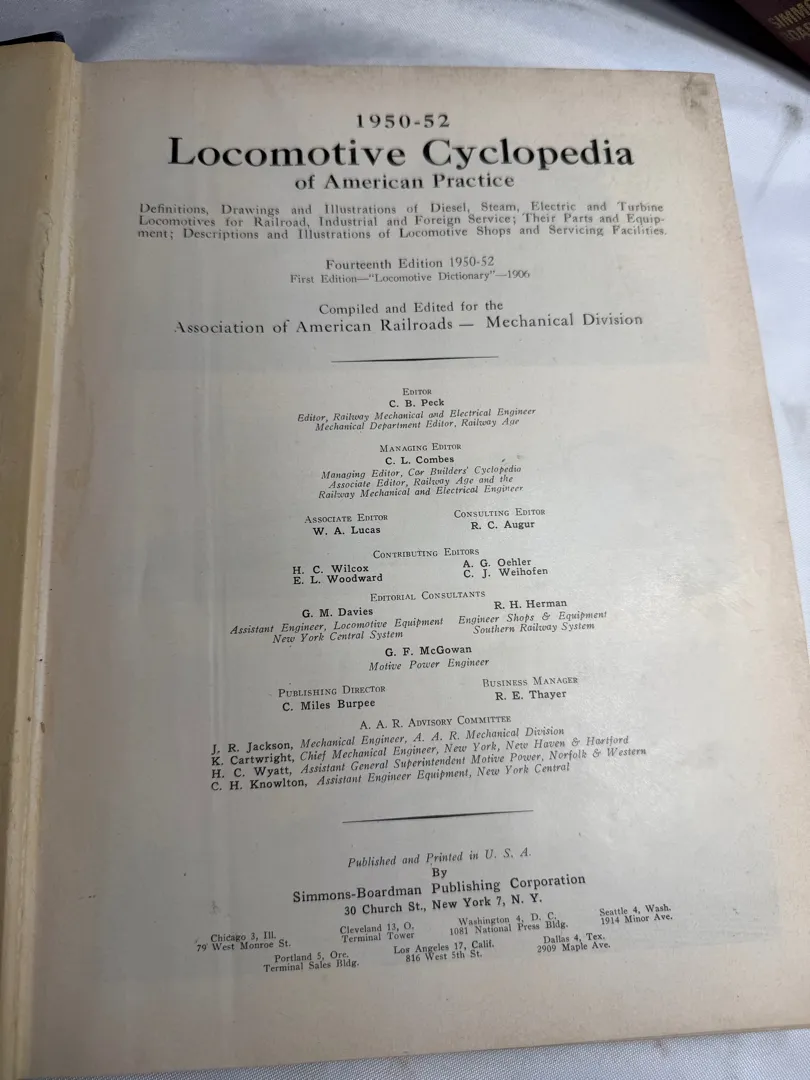 1950-52
Locomotive Cyclopedia
of American Practice
Definitions, Drawings and Illustrations of Diesel, Steam, Electric and Turbine
Locomotives for Railroad, Industrial and Foreign Service; Their Parts and Equip-
ment; Descriptions and Illustrations of Locomotive Shops and Servicing Facilities.
Fourteenth Edition 1950-52
First Edition—"Locomotive Dictionary"—1906
Compiled and Edited for the
Association of American Railroads — Mechanical Division
Editor
C. B. Peck
Editor, Railway Mechanical and Electrical Engineer
Mechanical Department Editor, Railway Age
Managing Editor
C. L. Combes
Managing Editor, Car Builders' Cyclopedia
Associate Editor, Railway Age and the
Railway Mechanical and Electrical Engineer
Associate Editor Consulting Editor
W. A. Lucas R. C. Augur
Contributing Editors
H. C. Wilcox A. G. Oehler
E. L. Woodward C. J. Weihofen
Editorial Consultants
G. M. Davies R. H. Herman
Assistant Engineer, Locomotive Equipment Engineer Shops & Equipment
New York Central System Southern Railway System
G. F. McGowan
Motive Power Engineer
Publishing Director Business Manager
C. Miles Burpee R. E. Thayer
A. A. R. Advisory Committee
J. R. Jackson, Mechanical Engineer, A. A. R. Mechanical Division
K. Cartwright, Chief Mechanical Engineer, New York, New Haven & Hartford
H. C. Wyatt, Assistant General Superintendent Motive Power, Norfolk & Western
C. H. Knowlton, Assistant Engineer Equipment, New York Central
Published and Printed in U. S. A.
By
Simmons-Boardman Publishing Corporation
30 Church St., New York 7, N. Y.
Chicago 3, Ill. Cleveland 13, O. Washington 4, D. C. Seattle 4, Wash.
79 West Monroe St. Terminal Tower 1081 National Press Bldg. 1914 Minor Ave.
Portland 5, Ore. Los Angeles 17, Calif. Dallas 4, Tex.
Terminal Sales Bldg. 816 West 5th St. 2909 Maple Ave.